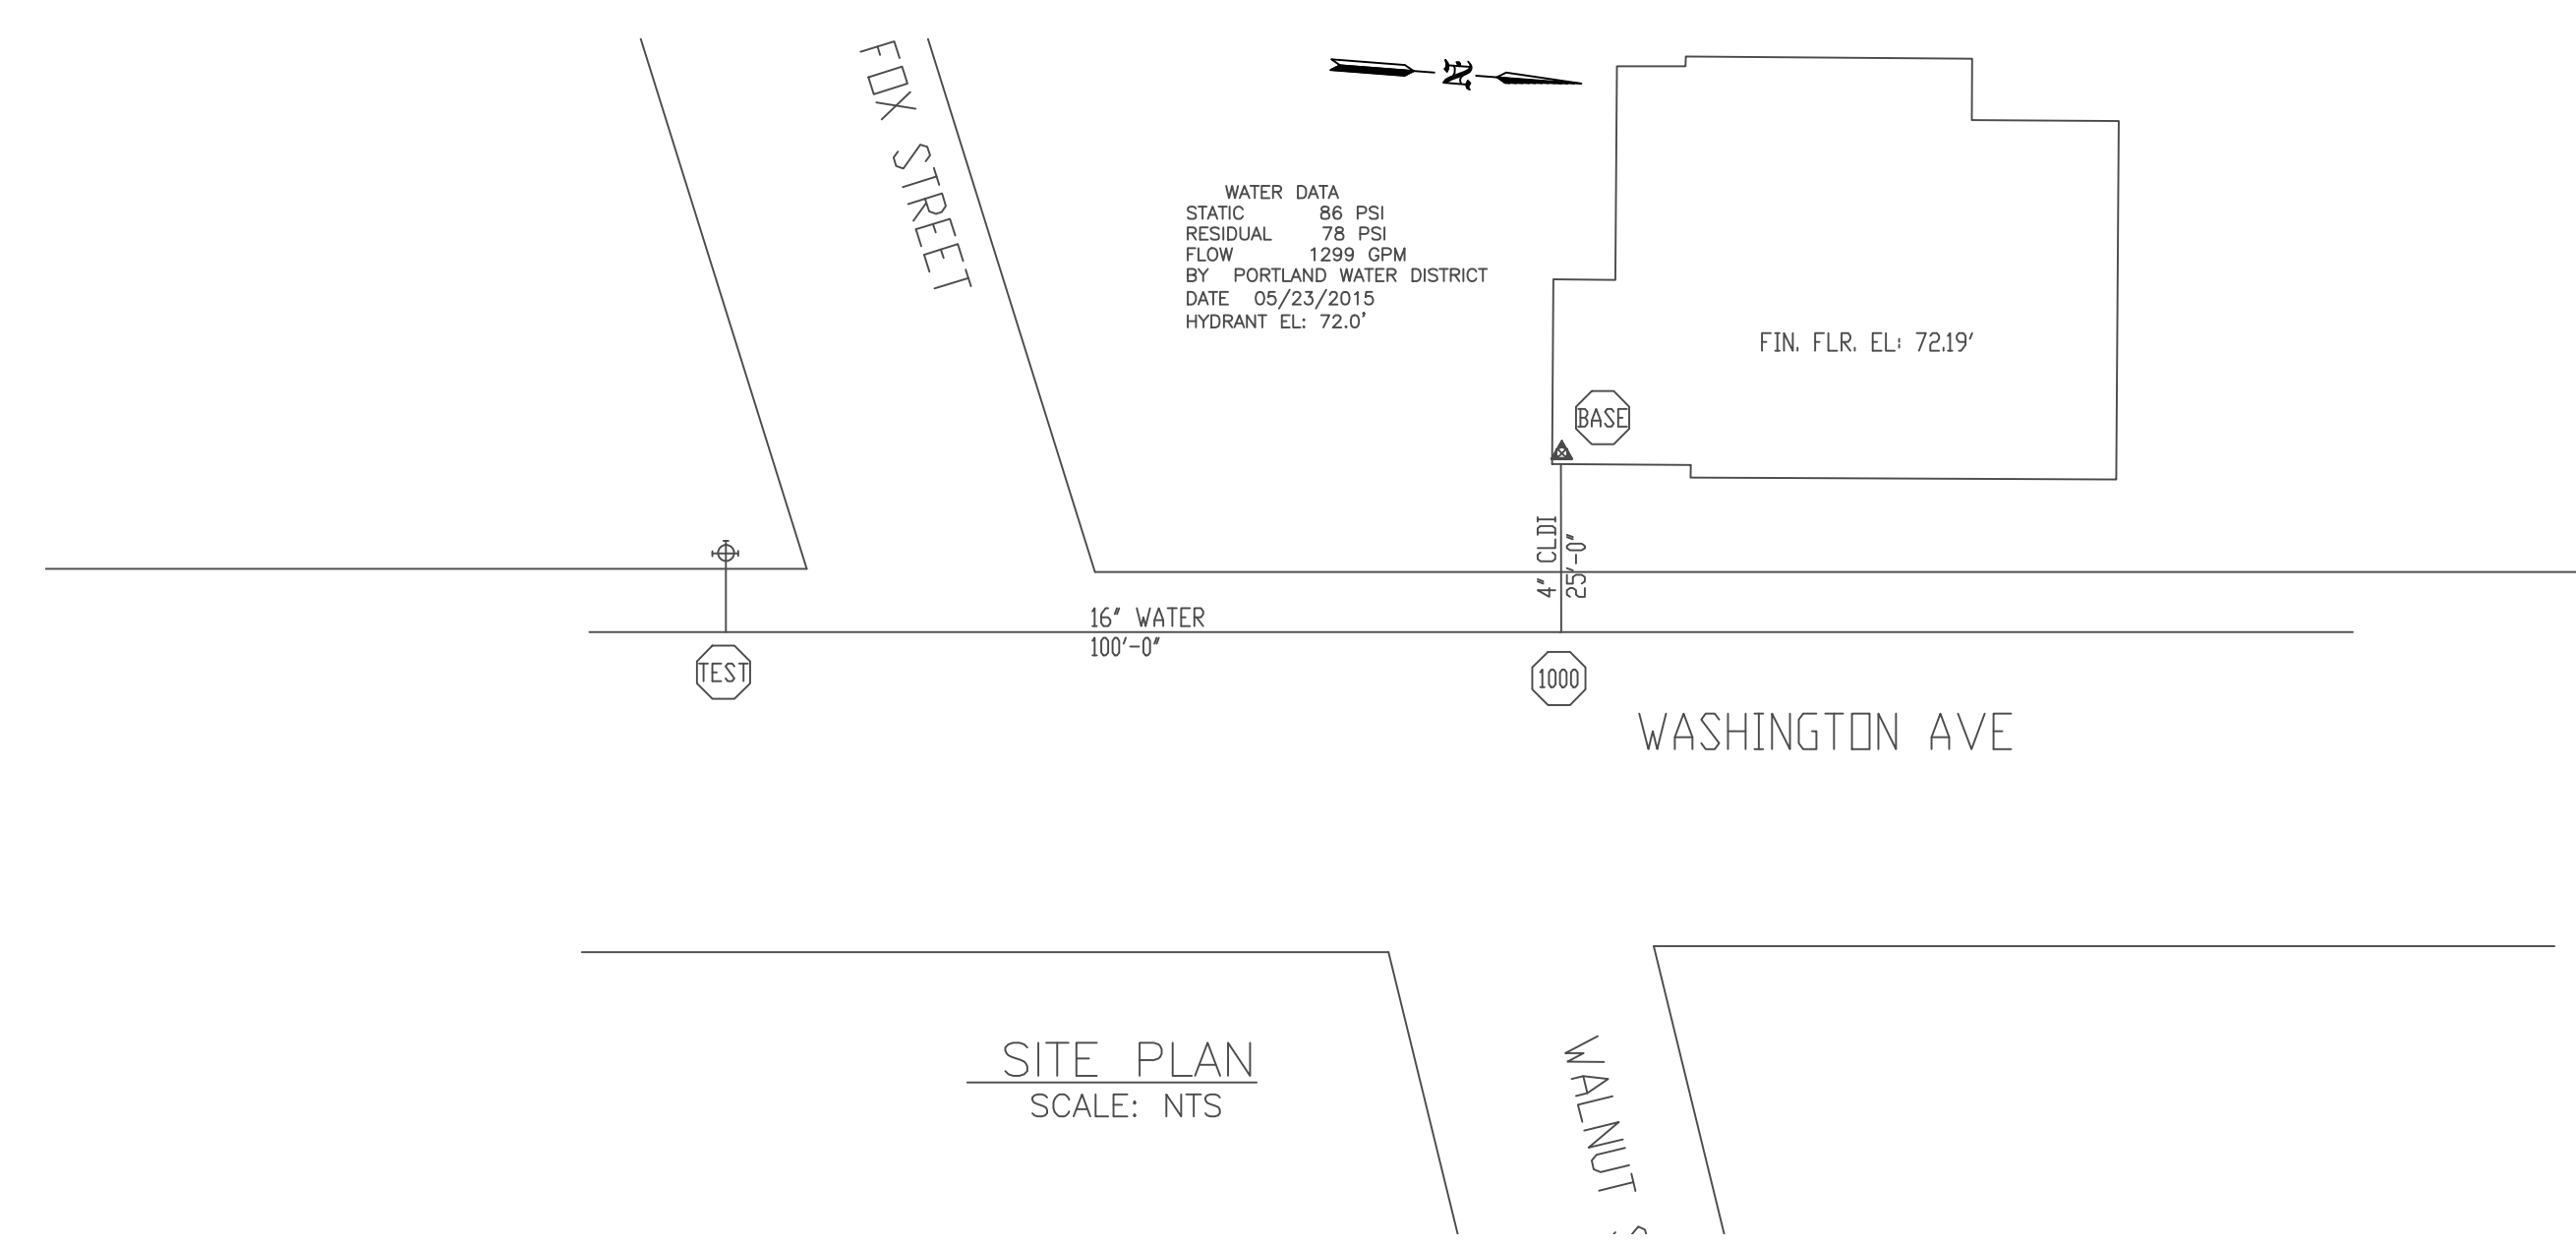 FOX STREET
N
WATER DATA
STATIC 86 PSI
RESIDUAL 78 PSI
FLOW 1299 GPM
BY PORTLAND WATER DISTRICT
DATE 05/23/2015
HYDRANT EL: 72.0'
FIN. FLR. EL: 72.19'
BASE
4" CLDI
25'-0"
16" WATER
100'-0"
TEST
1000
WASHINGTON AVE
SITE PLAN
SCALE: NTS
WALNUT S